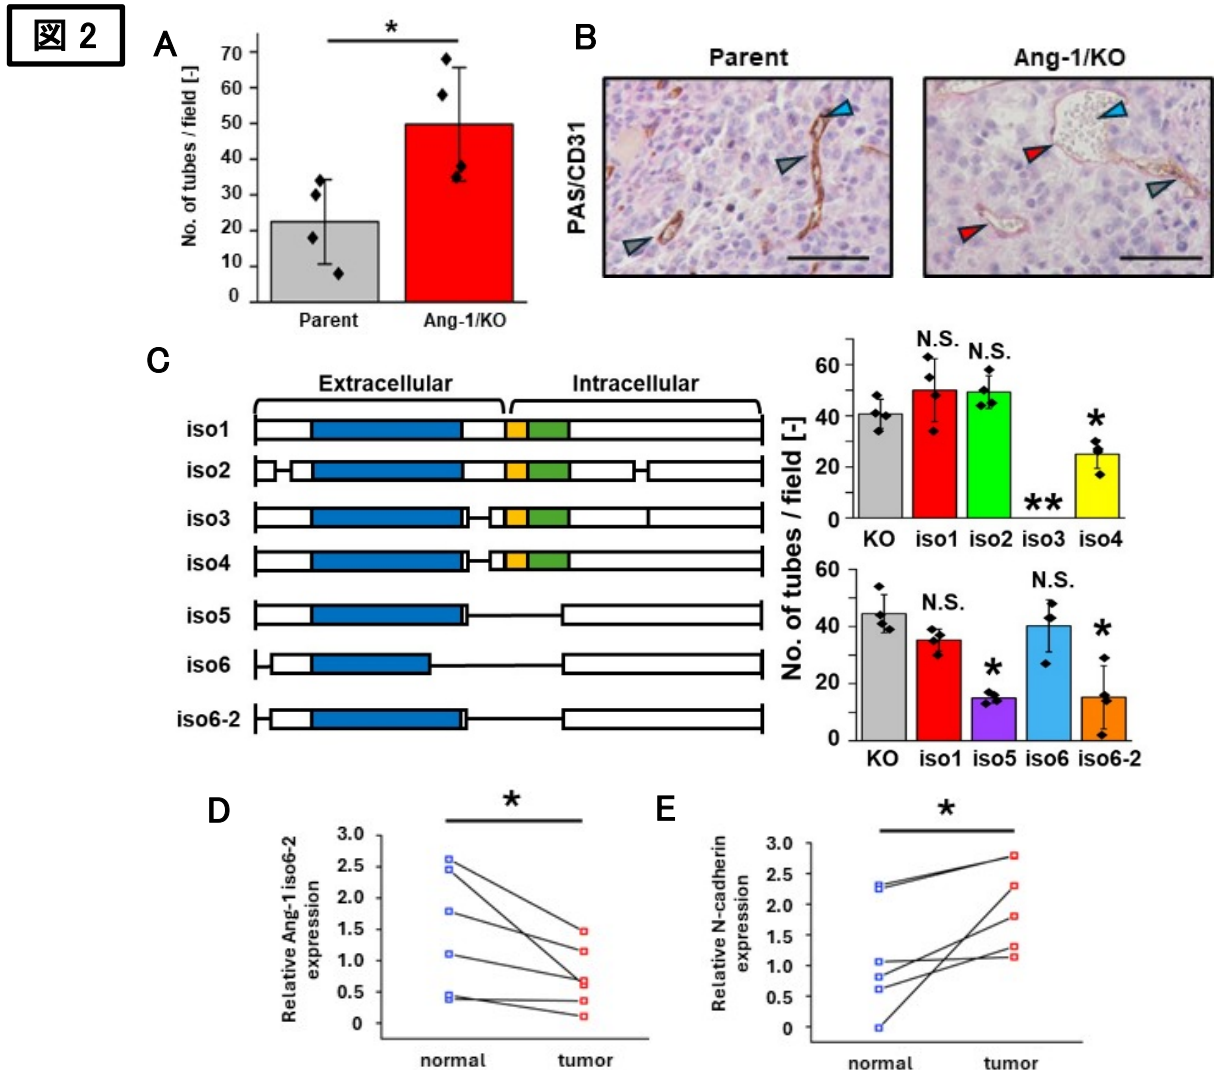 図 2
A
*
No. of tubes / field [-]
70
60
50
40
30
20
10
0
Parent
Ang-1/KO
B
Parent
Ang-1/KO
PAS/CD31
C
Extracellular
Intracellular
iso1
iso2
iso3
iso4
iso5
iso6
iso6-2
No. of tubes / field [-]
60
40
20
0
N.S.
N.S.
**
*
KO
iso1
iso2
iso3
iso4
60
40
20
0
N.S.
*
N.S.
*
KO
iso1
iso5
iso6
iso6-2
D
*
Relative Ang-1 iso6-2
expression
3.0
2.5
2.0
1.5
1.0
0.5
0
normal
tumor
E
*
Relative N-cadherin
expression
3.0
2.5
2.0
1.5
1.0
0.5
0
normal
tumor